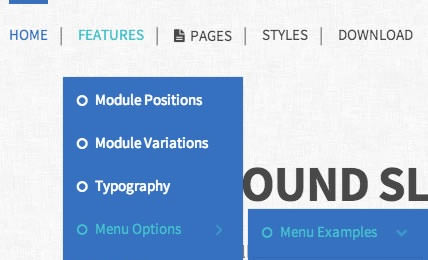 HOME FEATURES PAGES STYLES DOWNLOAD
Module Positions
Module Variations
Typography
OUND SL
Menu Options
Menu Examples